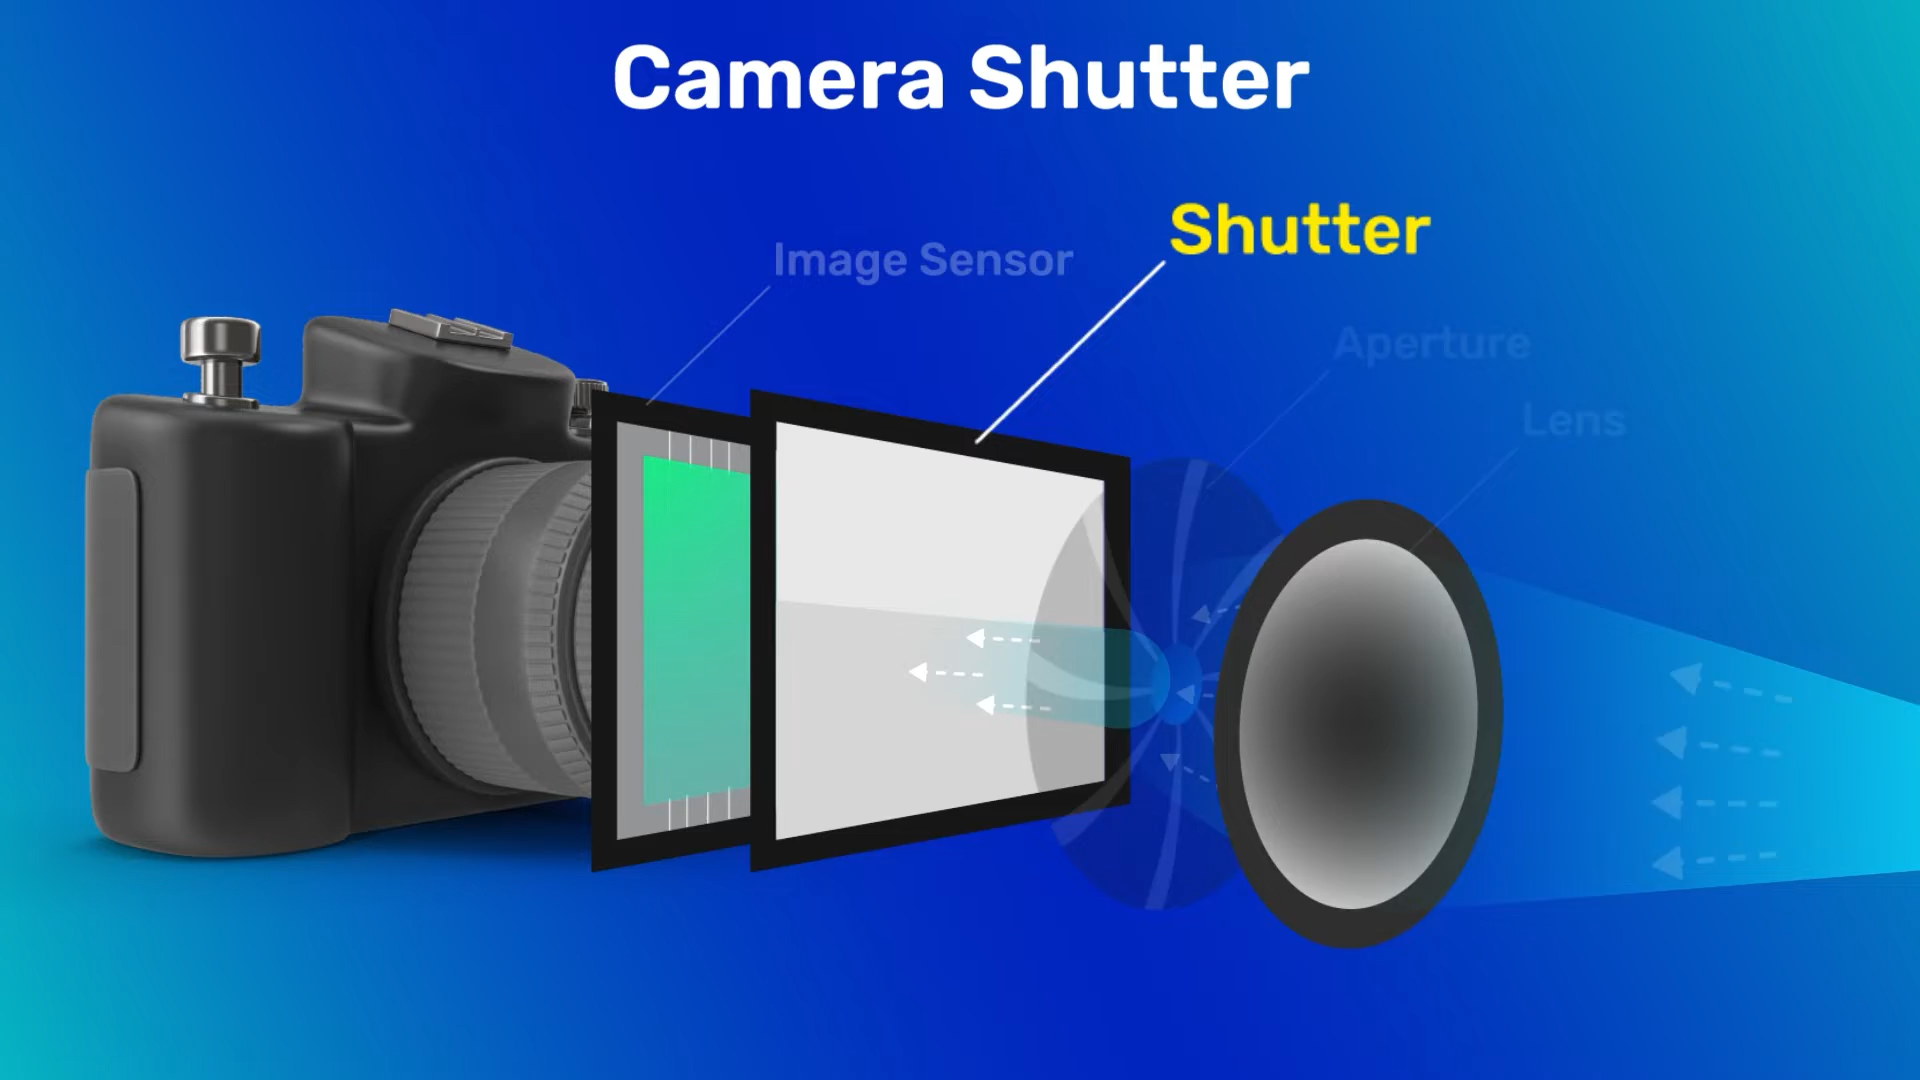 Camera Shutter
Shutter
Image Sensor
Aperture
Lens